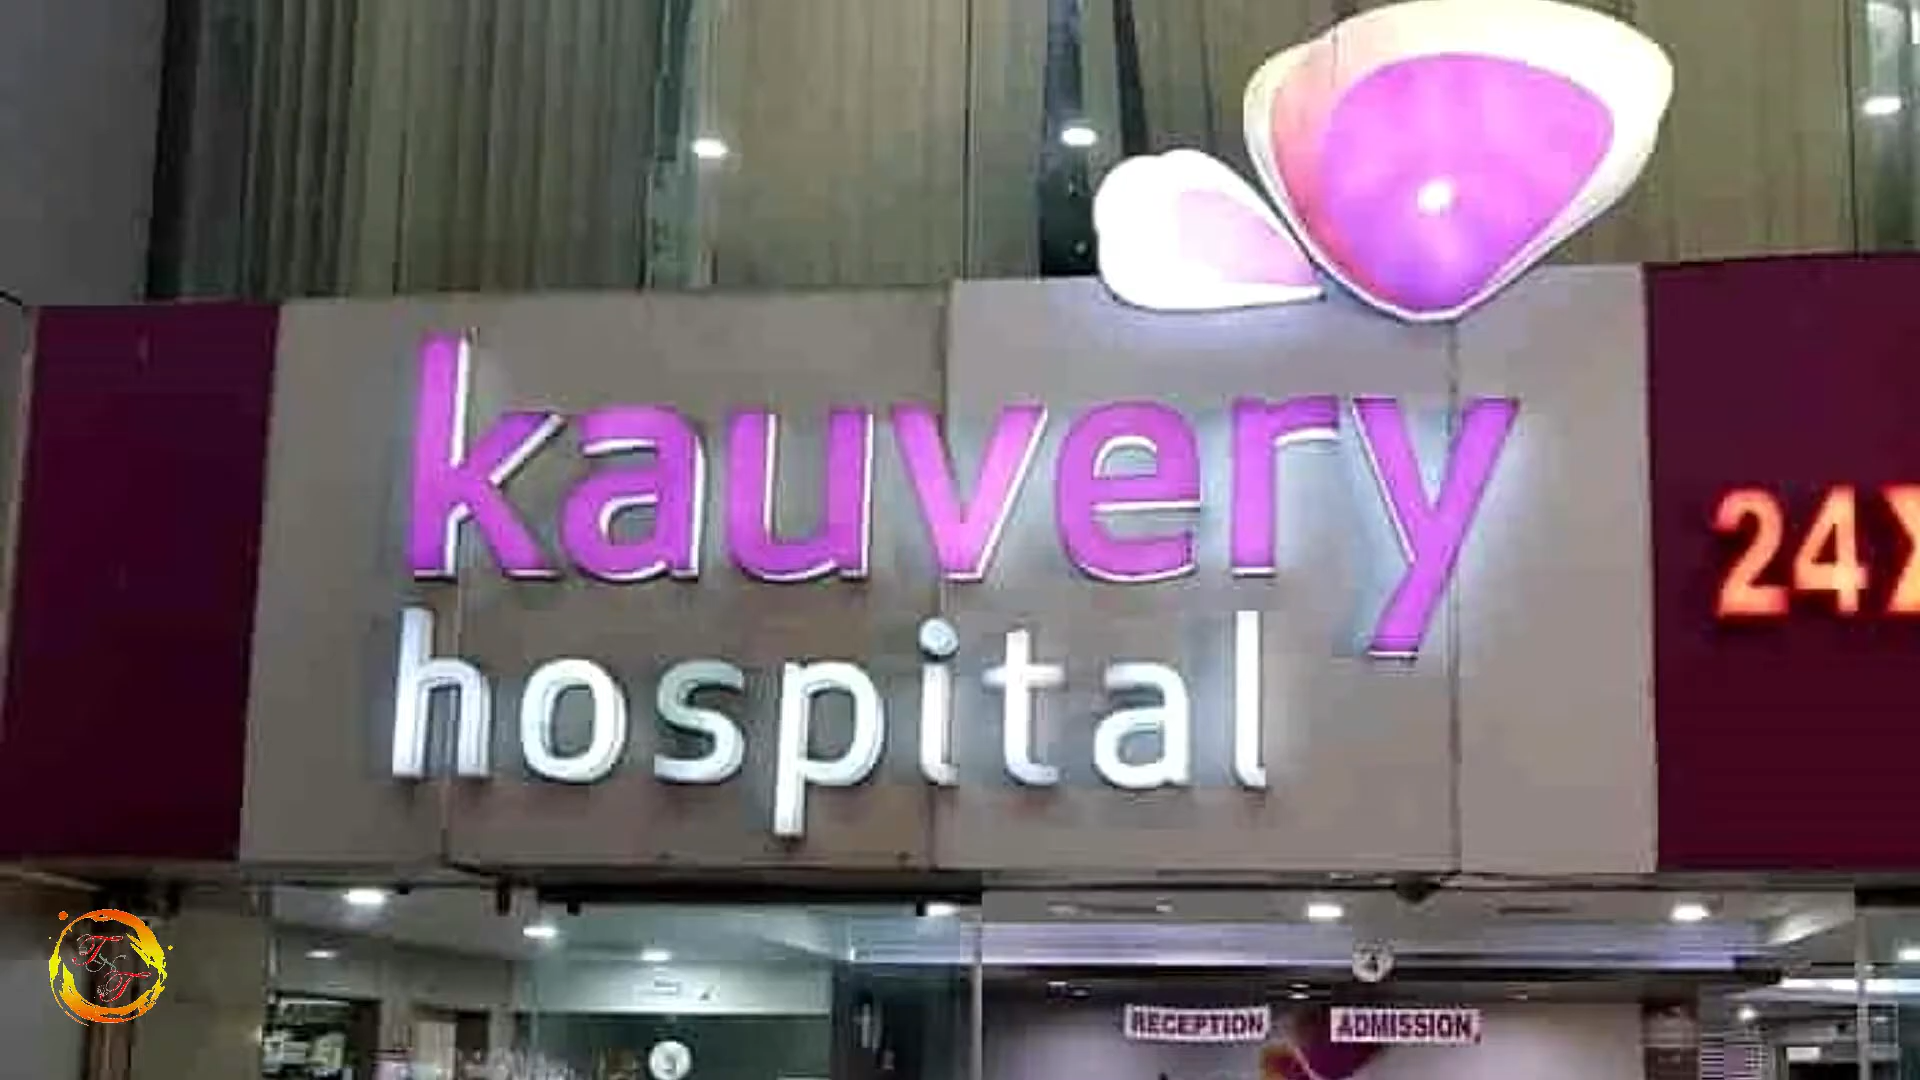 kauvery
hospital
24X
RECEPTION
ADMISSION
T&T